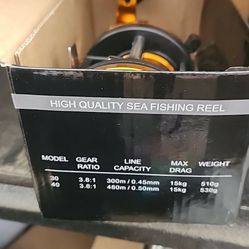 HIGH QUALITY SEA FISHING REEL
MODEL GEAR RATIO LINE CAPACITY MAX DRAG WEIGHT
30 3.8:1 300m / 0.45mm 15kg 510g
40 3.8:1 480m / 0.50mm 15kg 530g